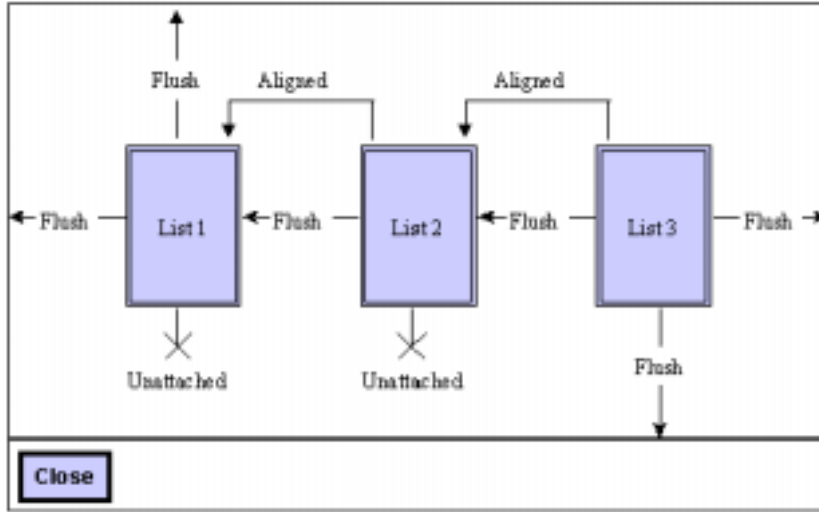 Flush Aligned Aligned
Flush List 1 Flush List 2 Flush List 3 Flush
Unattached Unattached Flush
Close